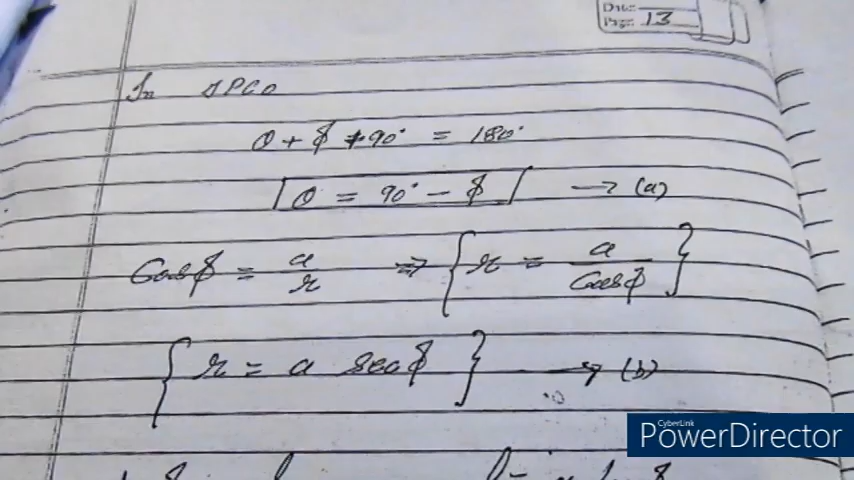 Date:
Page: 13
In ΔPCO
θ + ϕ + 90° = 180°
θ = 90° - ϕ → (a)
Cosϕ = a/r ⇒ { r = a/Cosϕ }
{ r = a secϕ } → (b)
CyberLink
PowerDirector